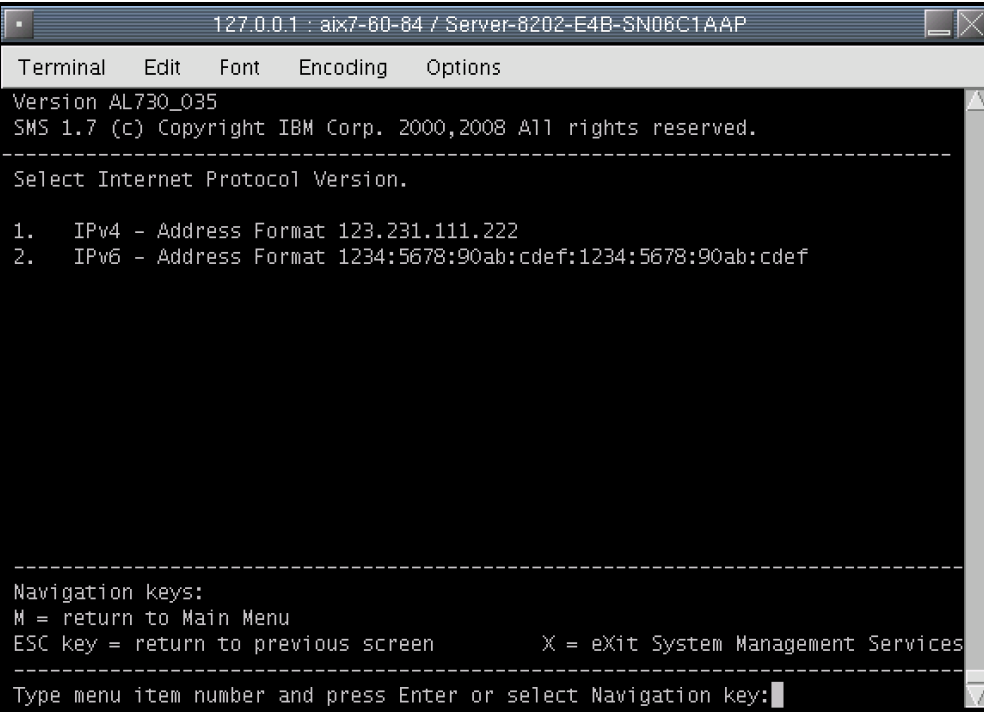 127.0.0.1 : aix7-60-84 / Server-8202-E4B-SN06C1AAP
Terminal Edit Font Encoding Options
Version AL730_035
SMS 1.7 (c) Copyright IBM Corp. 2000,2008 All rights reserved.
-------------------------------------------------------------------------------
Select Internet Protocol Version.
1. IPv4 - Address Format 123.231.111.222
2. IPv6 - Address Format 1234:5678:90ab:cdef:1234:5678:90ab:cdef
-------------------------------------------------------------------------------
Navigation keys:
M = return to Main Menu
ESC key = return to previous screen X = eXit System Management Services
-------------------------------------------------------------------------------
Type menu item number and press Enter or select Navigation key: